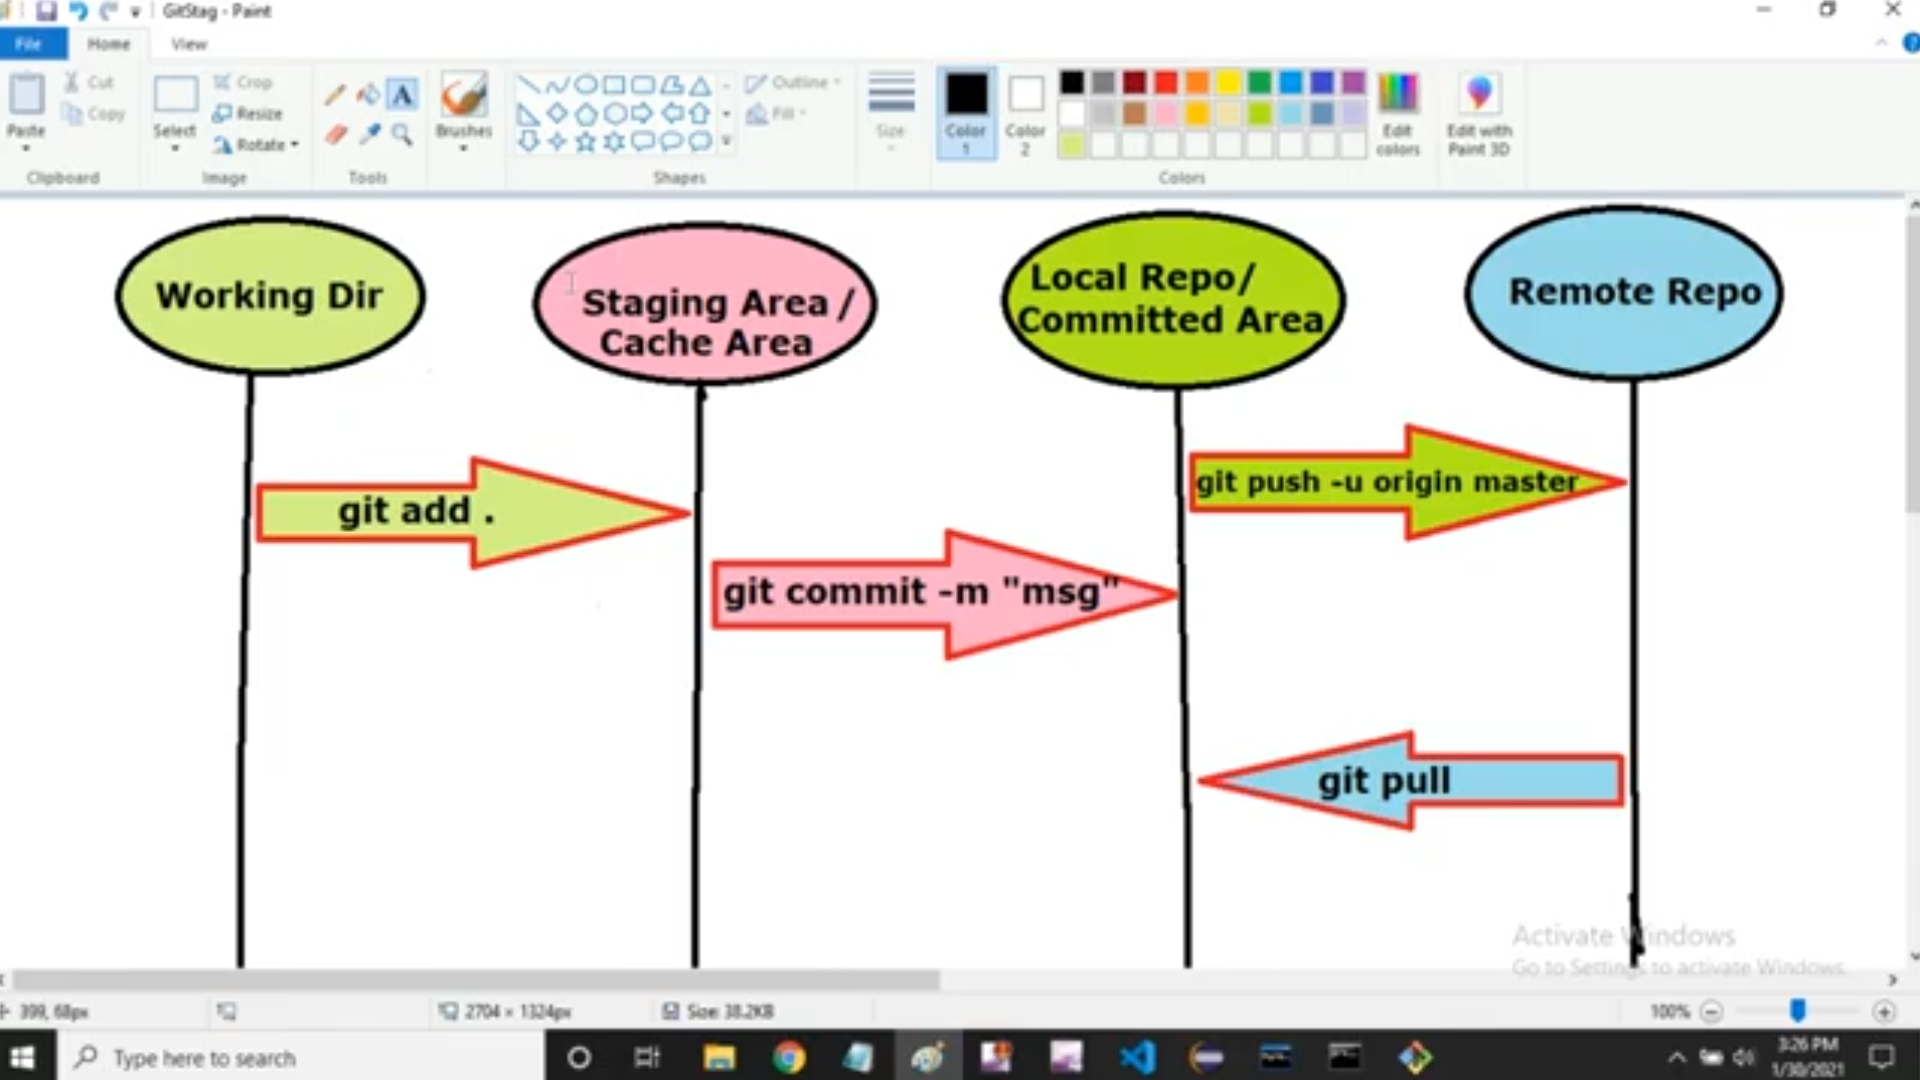 GitStag - Paint
File Home View
Paste
Cut
Copy
Clipboard
Select
Crop
Resize
Rotate
Image
Tools
Brushes
Shapes
Outline
Fill
Size
Color 1
Color 2
Colors
Edit colors
Edit with Paint 3D
Working Dir
Staging Area /
Cache Area
Local Repo/
Committed Area
Remote Repo
git add .
git push -u origin master
git commit -m "msg"
git pull
Activate Windows
Go to Settings to activate Windows.
399, 68px
2704 × 1324px
Size: 38.2KB
100%
Type here to search
3:26 PM
1/30/2021